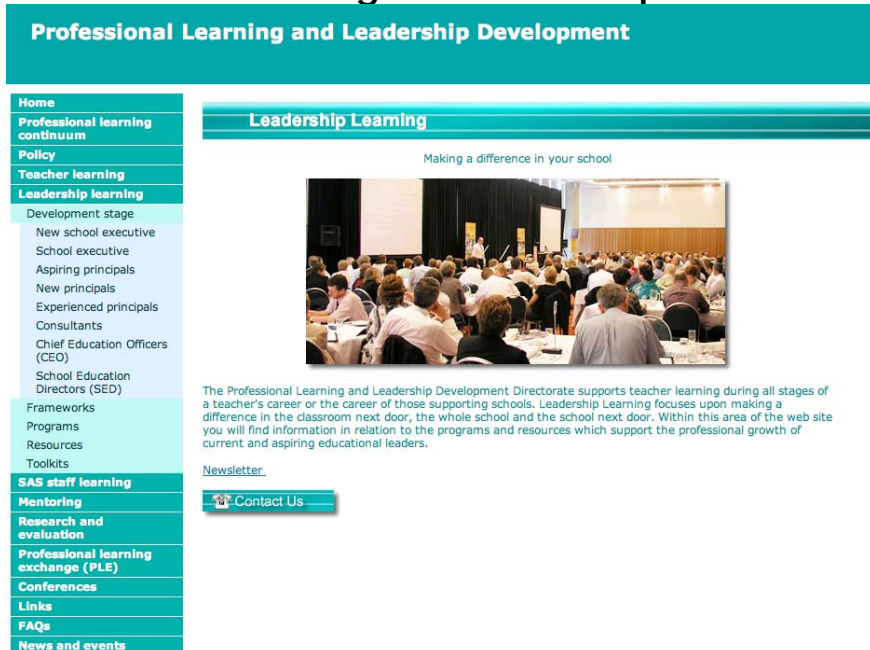 Professional Learning and Leadership Development
Home
Professional learning
continuum
Policy
Teacher learning
Leadership learning
Development stage
New school executive
School executive
Aspiring principals
New principals
Experienced principals
Consultants
Chief Education Officers
(CEO)
School Education
Directors (SED)
Frameworks
Programs
Resources
Toolkits
SAS staff learning
Mentoring
Research and
evaluation
Professional learning
exchange (PLE)
Conferences
Links
FAQs
News and events
Leadership Learning
Making a difference in your school
The Professional Learning and Leadership Development Directorate supports teacher learning during all stages of
a teacher's career or the career of those supporting schools. Leadership Learning focuses upon making a
difference in the classroom next door, the whole school and the school next door. Within this area of the web site
you will find information in relation to the programs and resources which support the professional growth of
current and aspiring educational leaders.
Newsletter
Contact Us